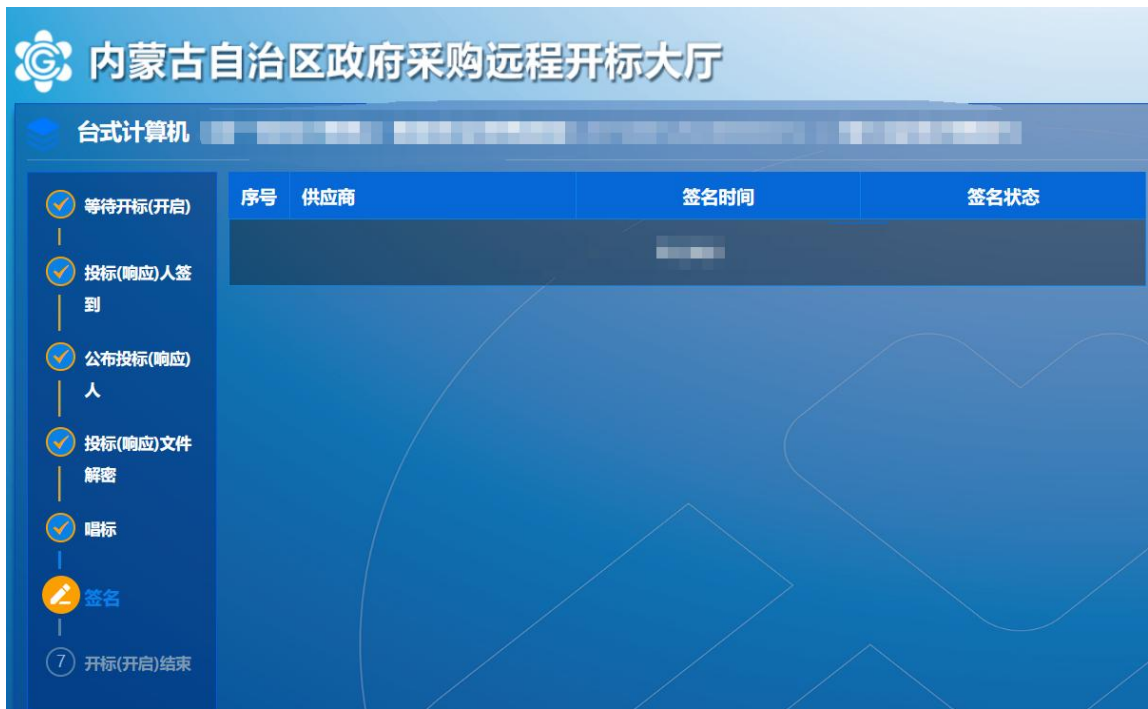 内蒙古自治区政府采购远程开标大厅
台式计算机
等待开标(开启)
投标(响应)人签
到
公布投标(响应)
人
投标(响应)文件
解密
唱标
签名
7 开标(开启)结束
序号 供应商 签名时间 签名状态